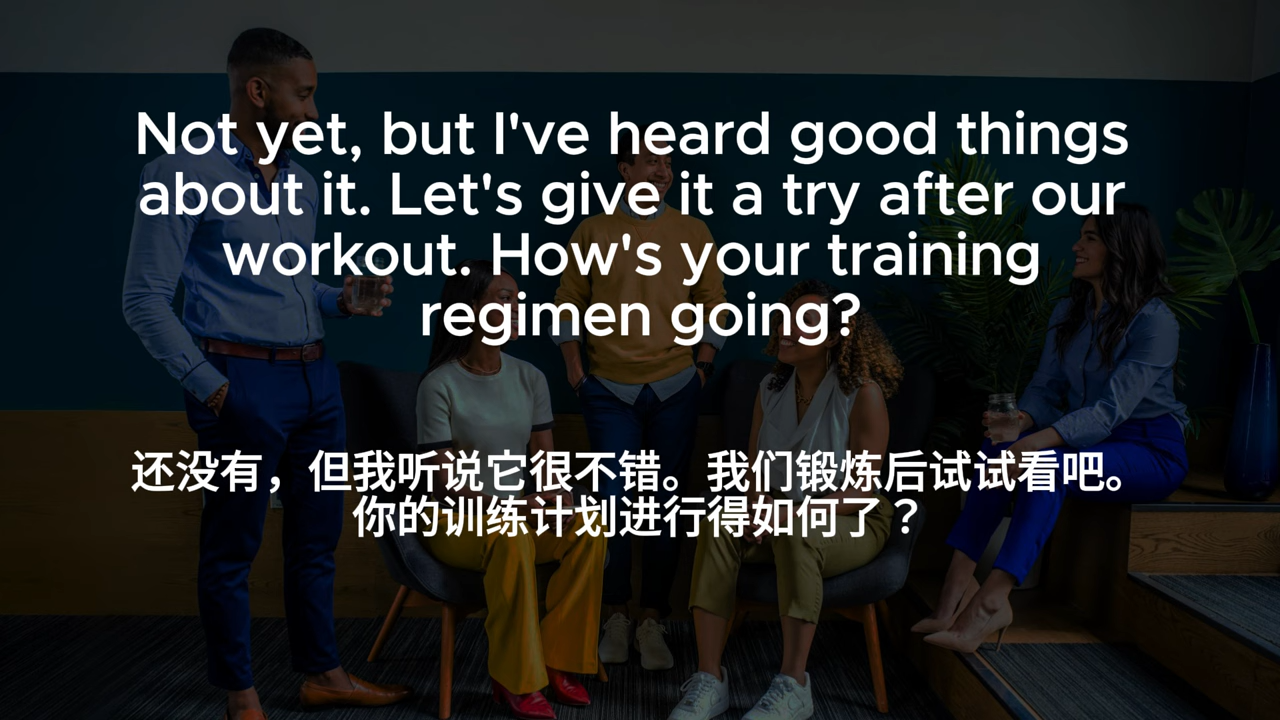 Not yet, but I've heard good things
about it. Let's give it a try after our
workout. How's your training
regimen going?
还没有，但我听说它很不错。我们锻炼后试试看吧。
你的训练计划进行得如何了？